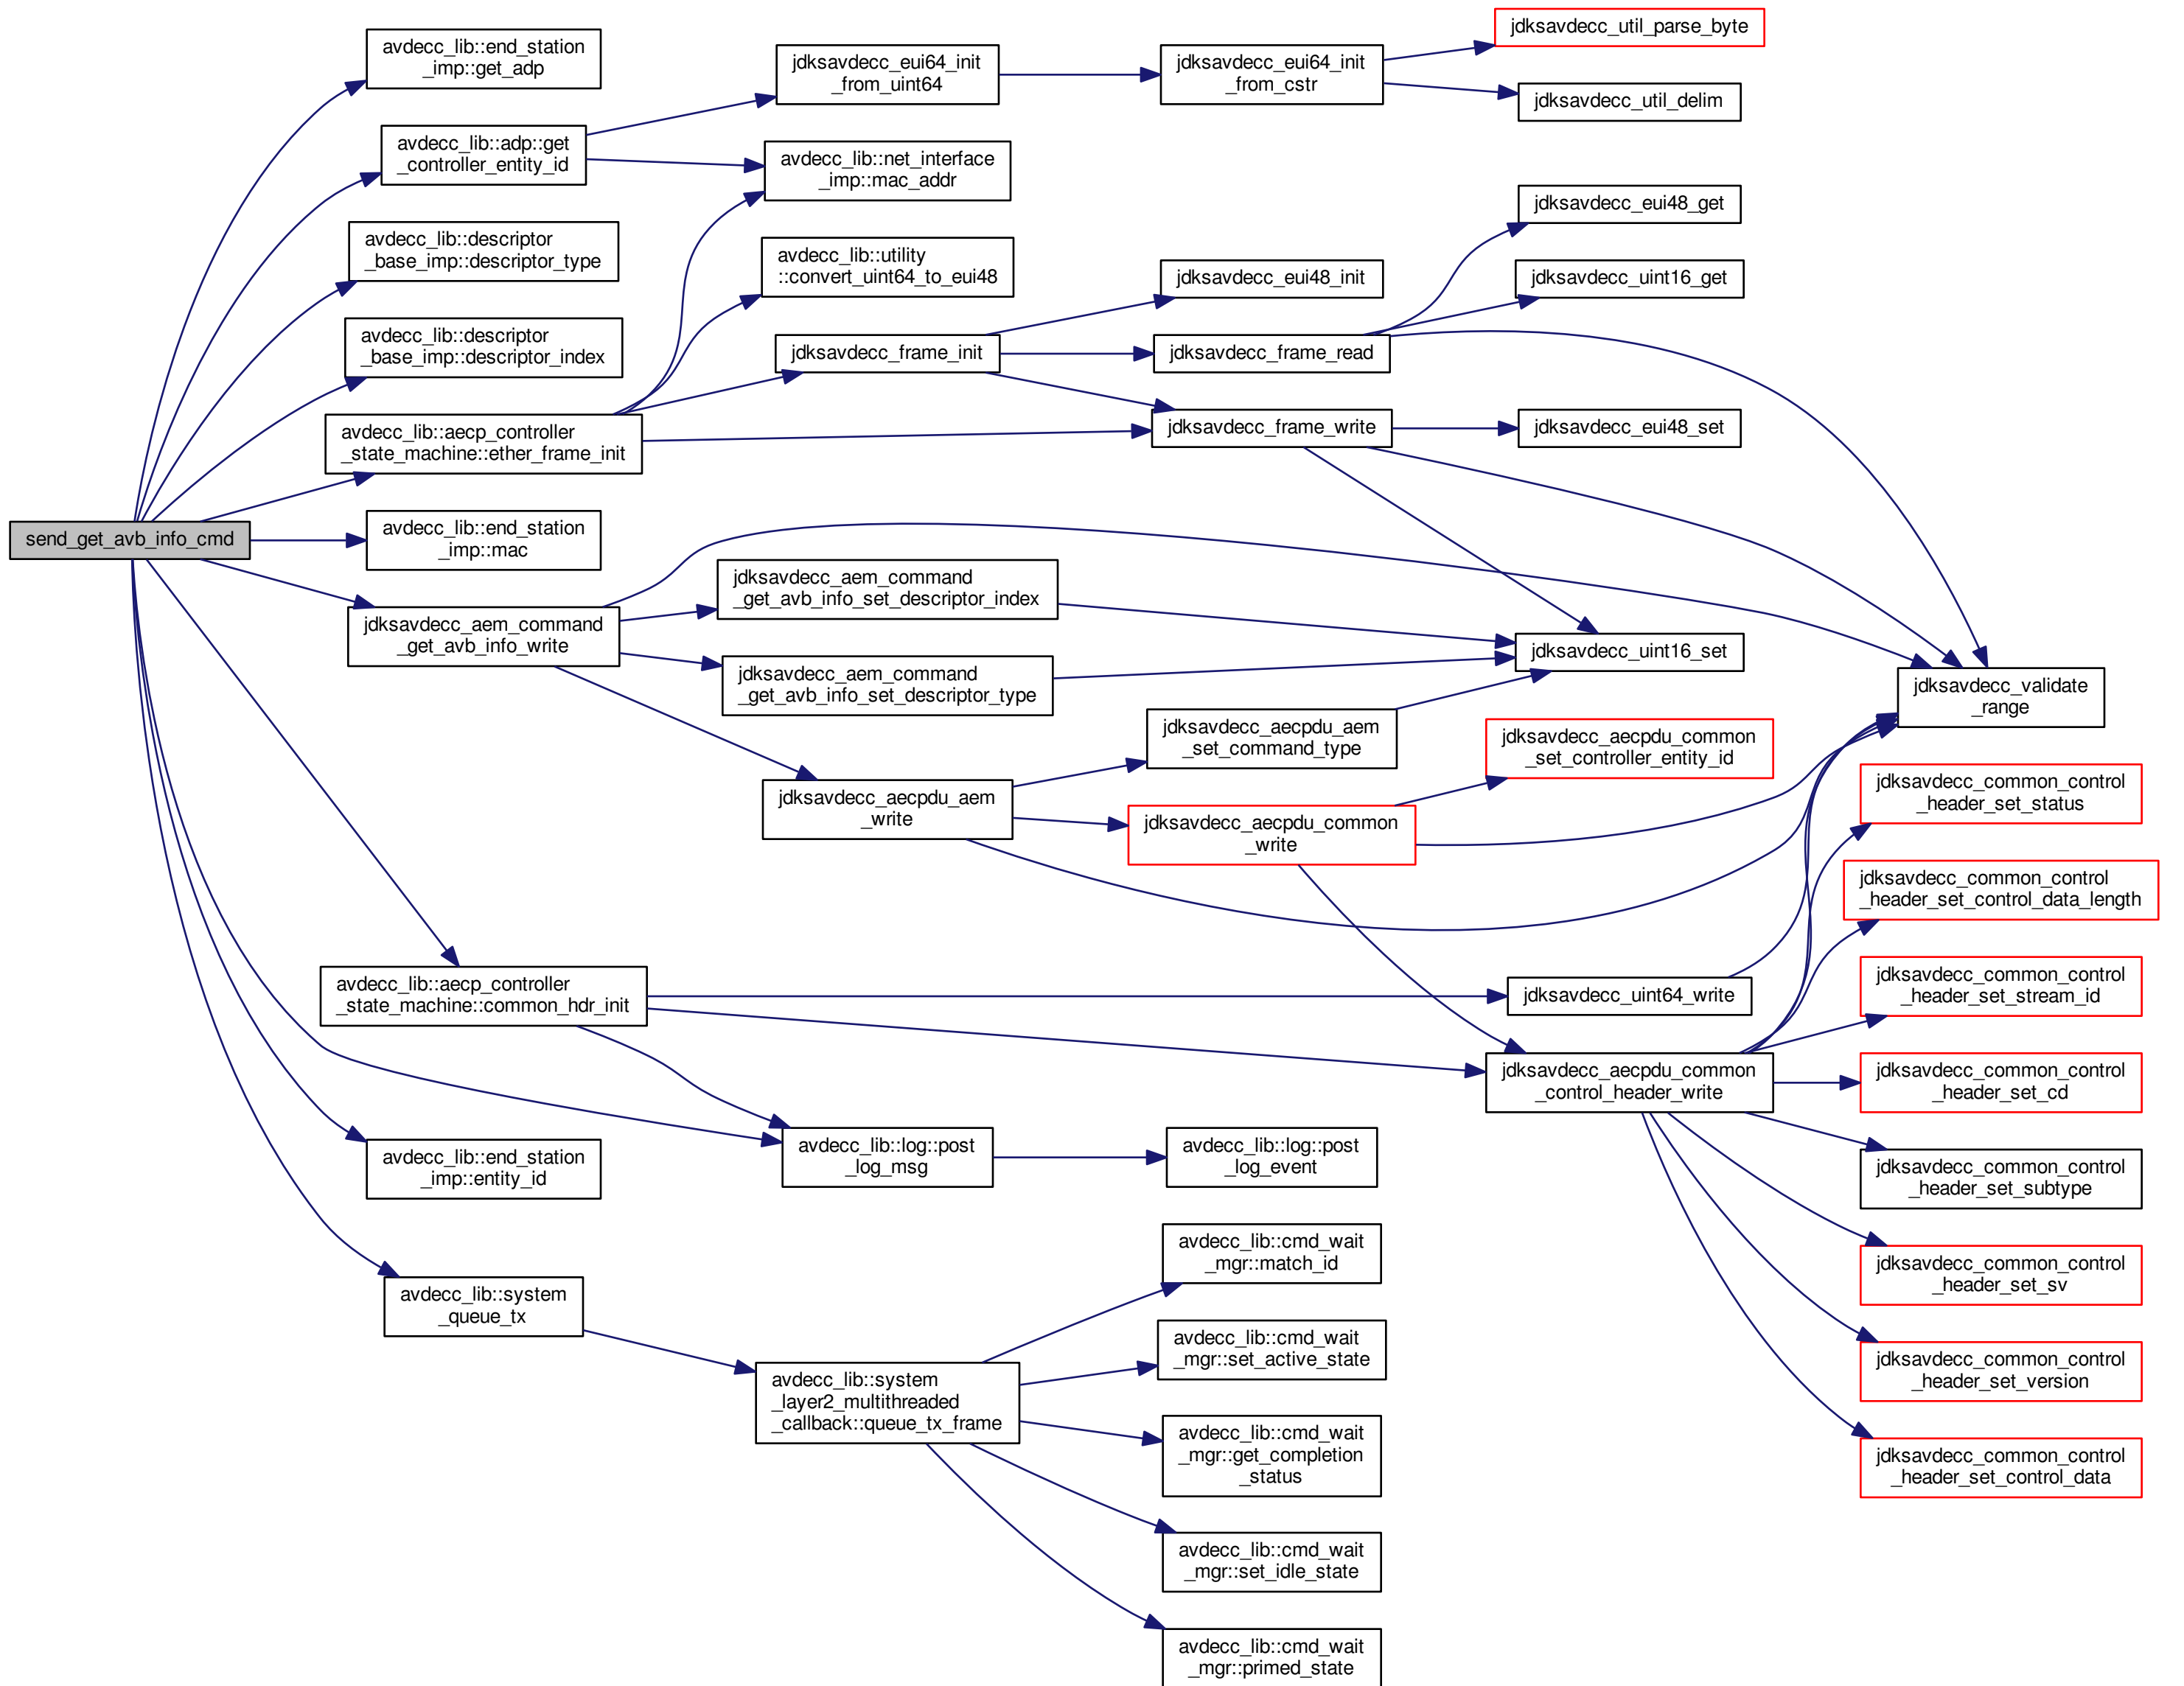 send_get_avb_info_cmd
avdecc_lib::end_station
_imp::get_adp
avdecc_lib::adp::get
_controller_entity_id
avdecc_lib::descriptor
_base_imp::descriptor_type
avdecc_lib::descriptor
_base_imp::descriptor_index
avdecc_lib::aecp_controller
_state_machine::ether_frame_init
avdecc_lib::end_station
_imp::mac
jdksavdecc_aem_command
_get_avb_info_write
avdecc_lib::aecp_controller
_state_machine::common_hdr_init
avdecc_lib::end_station
_imp::entity_id
avdecc_lib::system
_queue_tx
jdksavdecc_eui64_init
_from_uint64
avdecc_lib::net_interface
_imp::mac_addr
avdecc_lib::utility
::convert_uint64_to_eui48
jdksavdecc_frame_init
jdksavdecc_aem_command
_get_avb_info_set_descriptor_index
jdksavdecc_aem_command
_get_avb_info_set_descriptor_type
jdksavdecc_aecpdu_aem
_write
avdecc_lib::log::post
_log_msg
avdecc_lib::system
_layer2_multithreaded
_callback::queue_tx_frame
jdksavdecc_eui64_init
_from_cstr
jdksavdecc_eui48_init
jdksavdecc_frame_read
jdksavdecc_frame_write
jdksavdecc_aecpdu_aem
_set_command_type
jdksavdecc_aecpdu_common
_write
avdecc_lib::log::post
_log_event
avdecc_lib::cmd_wait
_mgr::match_id
avdecc_lib::cmd_wait
_mgr::set_active_state
avdecc_lib::cmd_wait
_mgr::get_completion
_status
avdecc_lib::cmd_wait
_mgr::set_idle_state
avdecc_lib::cmd_wait
_mgr::primed_state
jdksavdecc_util_parse_byte
jdksavdecc_util_delim
jdksavdecc_eui48_get
jdksavdecc_uint16_get
jdksavdecc_eui48_set
jdksavdecc_uint16_set
jdksavdecc_aecpdu_common
_set_controller_entity_id
jdksavdecc_uint64_write
jdksavdecc_aecpdu_common
_control_header_write
jdksavdecc_validate
_range
jdksavdecc_common_control
_header_set_status
jdksavdecc_common_control
_header_set_control_data_length
jdksavdecc_common_control
_header_set_stream_id
jdksavdecc_common_control
_header_set_cd
jdksavdecc_common_control
_header_set_subtype
jdksavdecc_common_control
_header_set_sv
jdksavdecc_common_control
_header_set_version
jdksavdecc_common_control
_header_set_control_data